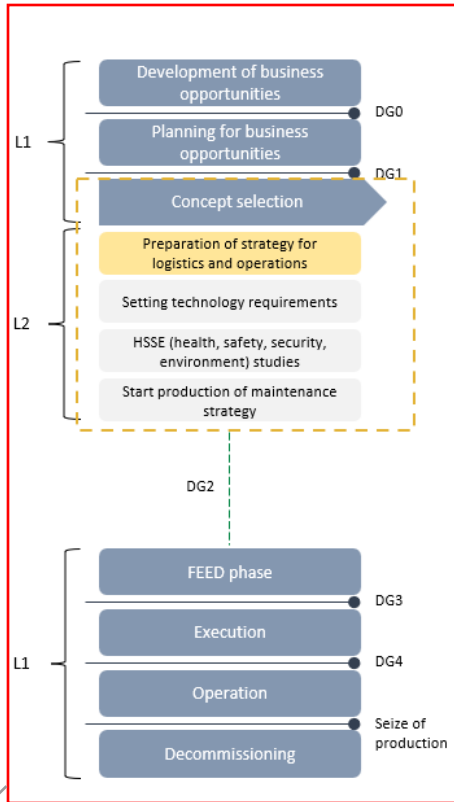 Development of business
opportunities
DG0
L1
Planning for business
opportunities
DG1
Concept selection
Preparation of strategy for
logistics and operations
Setting technology requirements
L2
HSSE (health, safety, security,
environment) studies
Start production of maintenance
strategy
DG2
FEED phase
DG3
Execution
DG4
L1
Operation
Seize of
production
Decommissioning